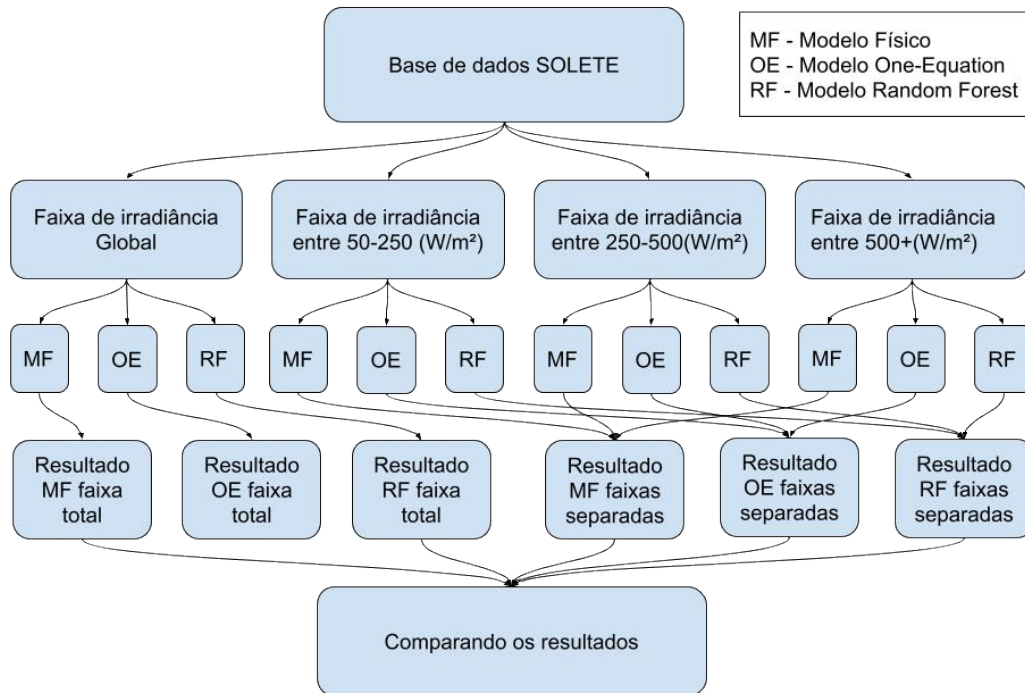 Base de dados SOLETE
MF - Modelo Físico
OE - Modelo One-Equation
RF - Modelo Random Forest
Faixa de irradiância
Global
Faixa de irradiância
entre 50-250 (W/m²)
Faixa de irradiância
entre 250-500(W/m²)
Faixa de irradiância
entre 500+(W/m²)
MF
OE
RF
MF
OE
RF
MF
OE
RF
MF
OE
RF
Resultado
MF faixa
total
Resultado
OE faixa
total
Resultado
RF faixa
total
Resultado
MF faixas
separadas
Resultado
OE faixas
separadas
Resultado
RF faixas
separadas
Comparando os resultados